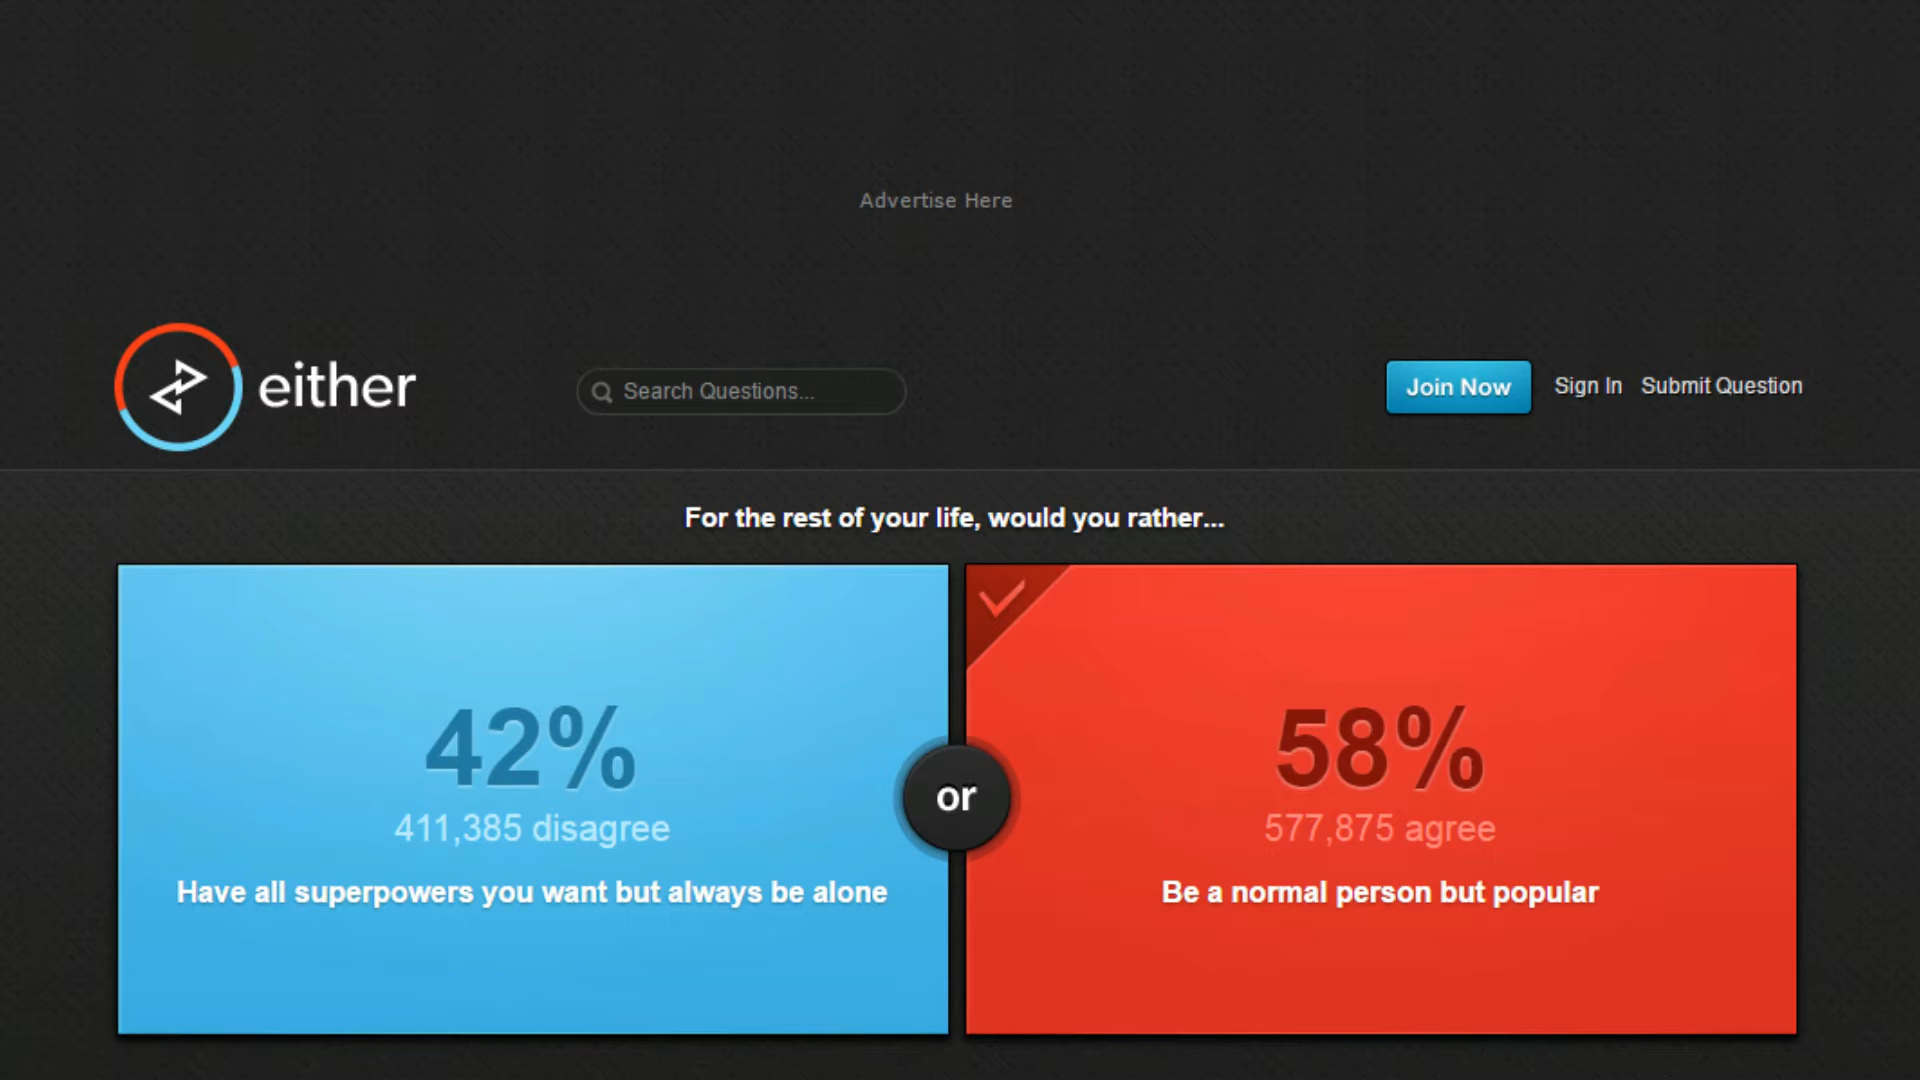 Advertise Here
either
Search Questions...
Join Now
Sign In
Submit Question
For the rest of your life, would you rather...
42%
411,385 disagree
Have all superpowers you want but always be alone
or
58%
577,875 agree
Be a normal person but popular